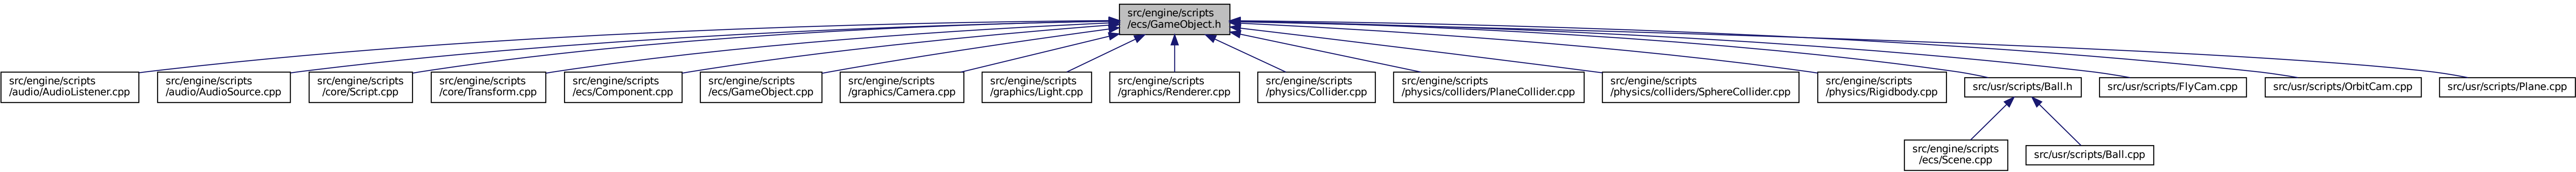 src/engine/scripts
/ecs/GameObject.h
src/engine/scripts
/audio/AudioListener.cpp
src/engine/scripts
/audio/AudioSource.cpp
src/engine/scripts
/core/Script.cpp
src/engine/scripts
/core/Transform.cpp
src/engine/scripts
/ecs/Component.cpp
src/engine/scripts
/ecs/GameObject.cpp
src/engine/scripts
/graphics/Camera.cpp
src/engine/scripts
/graphics/Light.cpp
src/engine/scripts
/graphics/Renderer.cpp
src/engine/scripts
/physics/Collider.cpp
src/engine/scripts
/physics/colliders/PlaneCollider.cpp
src/engine/scripts
/physics/colliders/SphereCollider.cpp
src/engine/scripts
/physics/Rigidbody.cpp
src/usr/scripts/Ball.h
src/usr/scripts/FlyCam.cpp
src/usr/scripts/OrbitCam.cpp
src/usr/scripts/Plane.cpp
src/engine/scripts
/ecs/Scene.cpp
src/usr/scripts/Ball.cpp